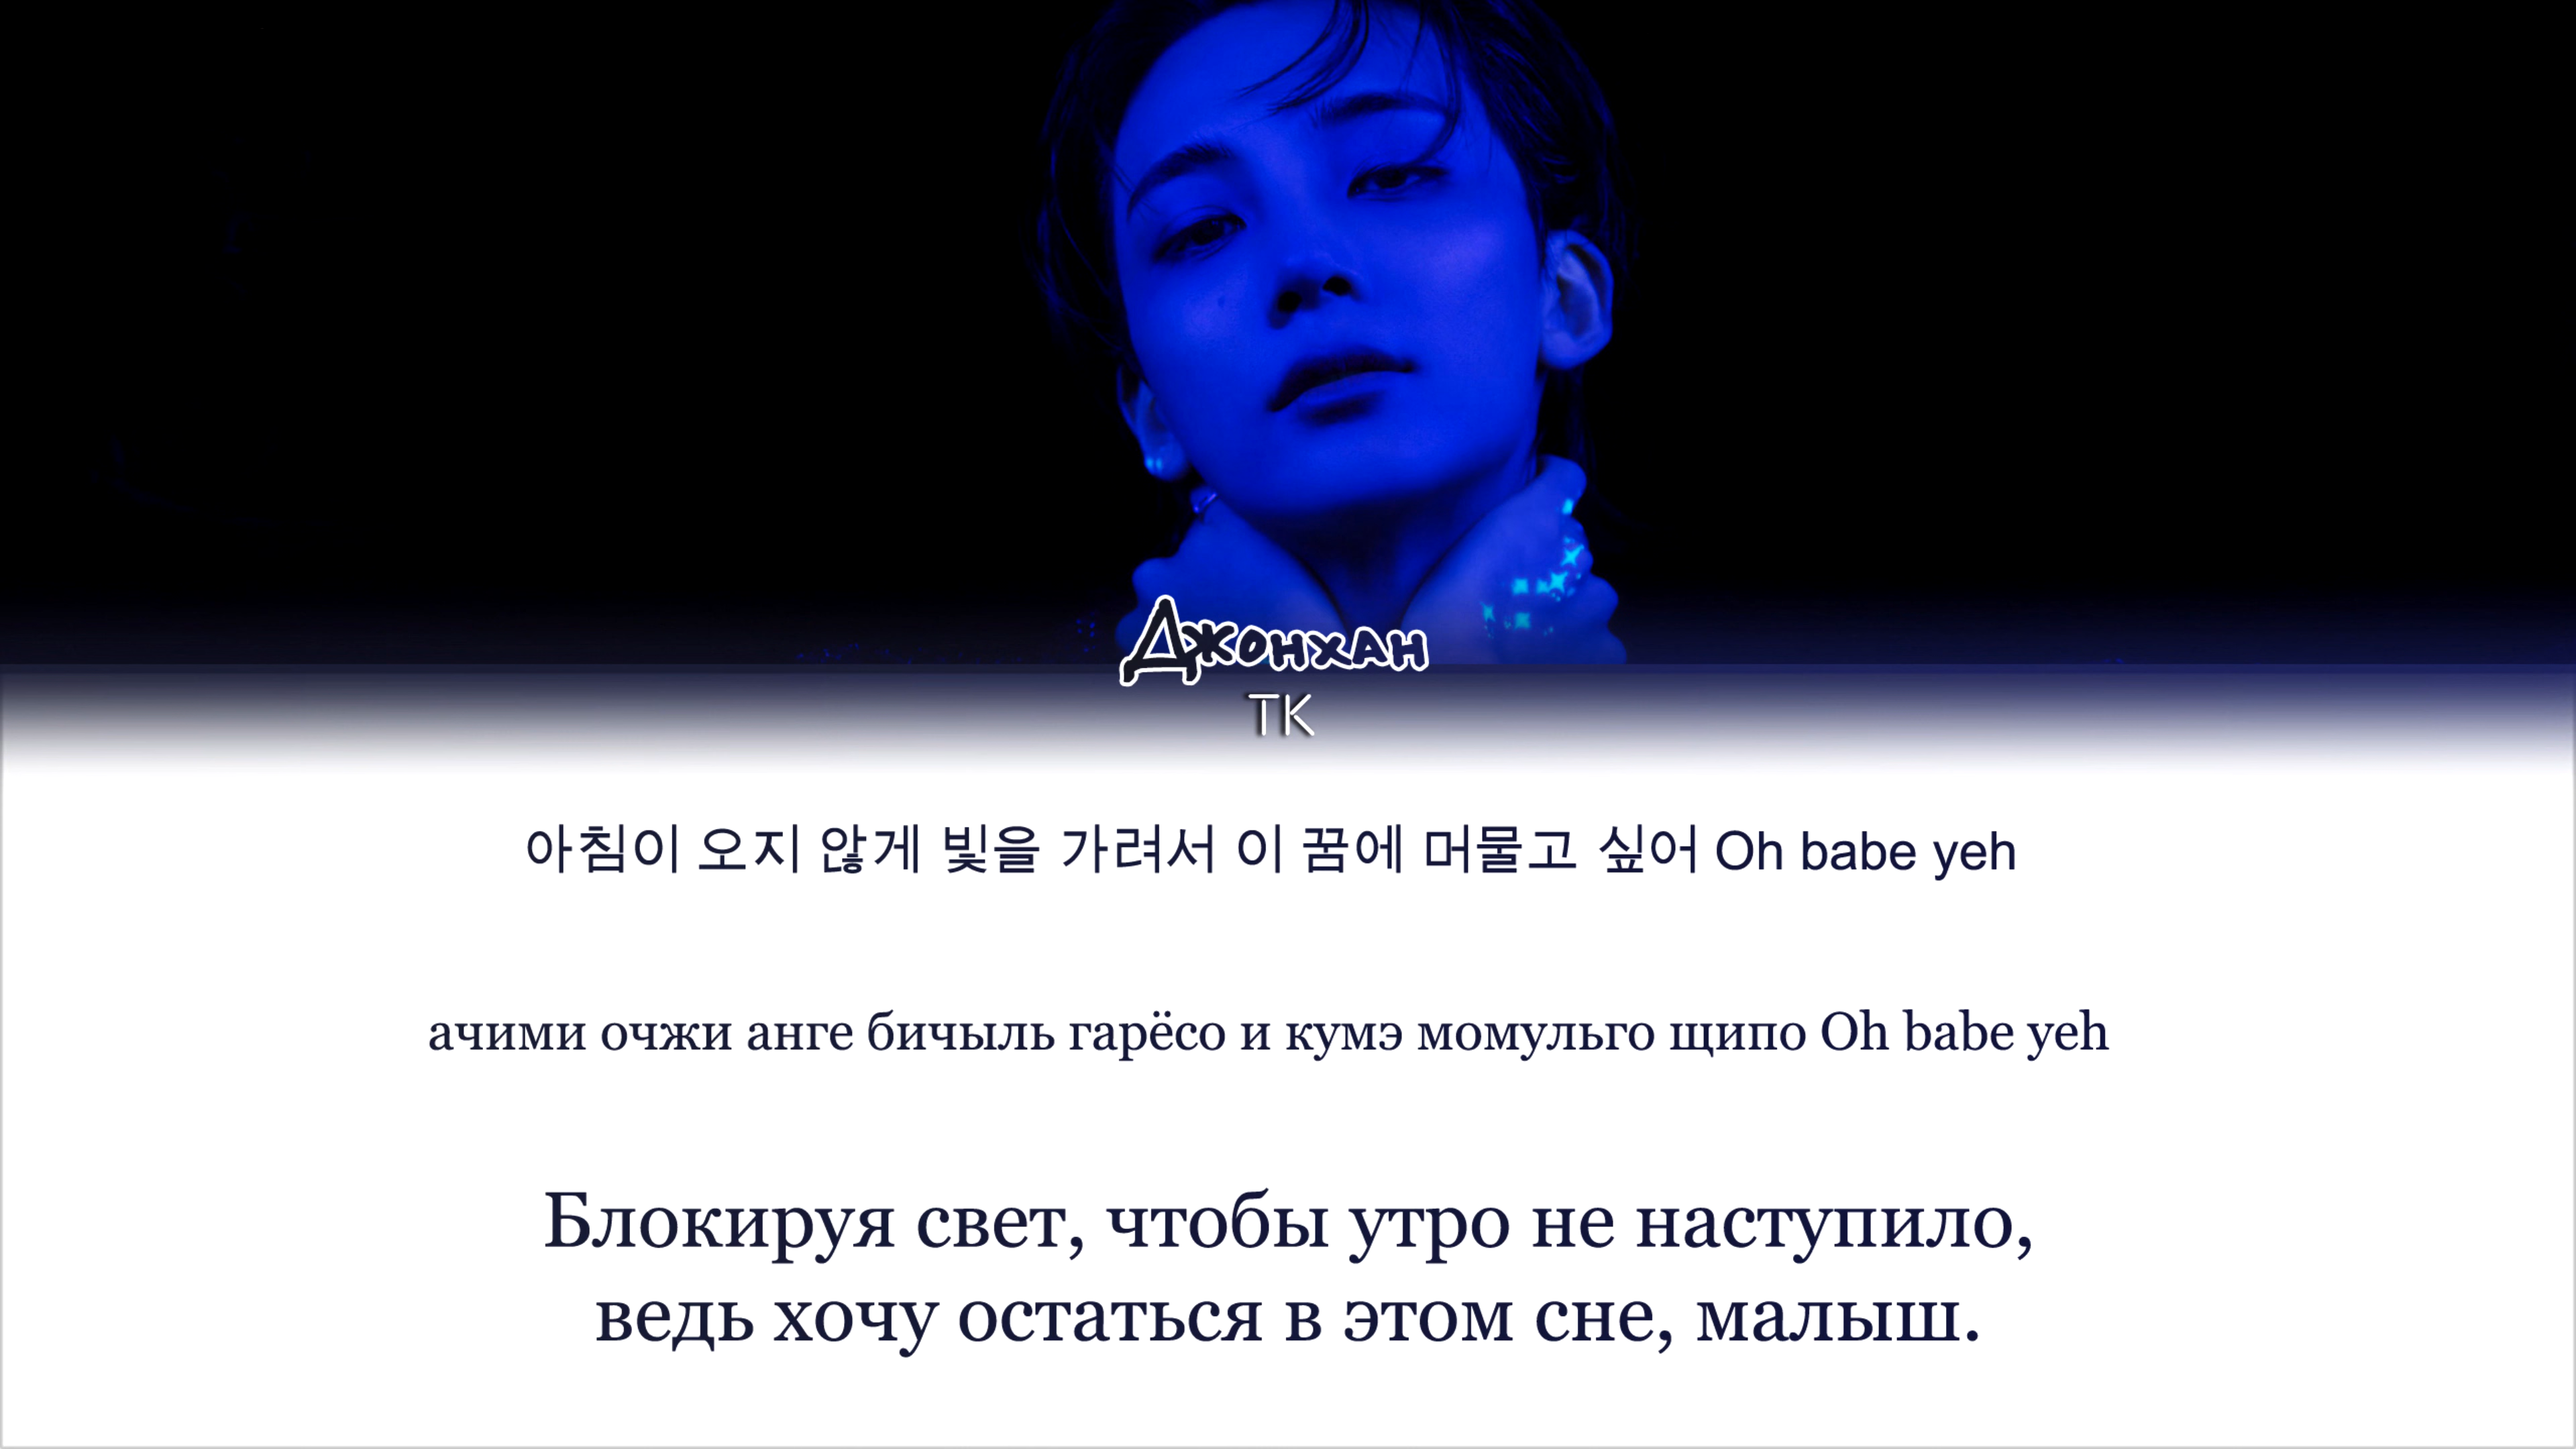 Джонхан
TK
아침이 오지 않게 빛을 가려서 이 꿈에 머물고 싶어 Oh babe yeh
ачими очжи анге бичыль гарёсо и кумэ момульго щипо Oh babe yeh
Блокируя свет, чтобы утро не наступило,
ведь хочу остаться в этом сне, малыш.